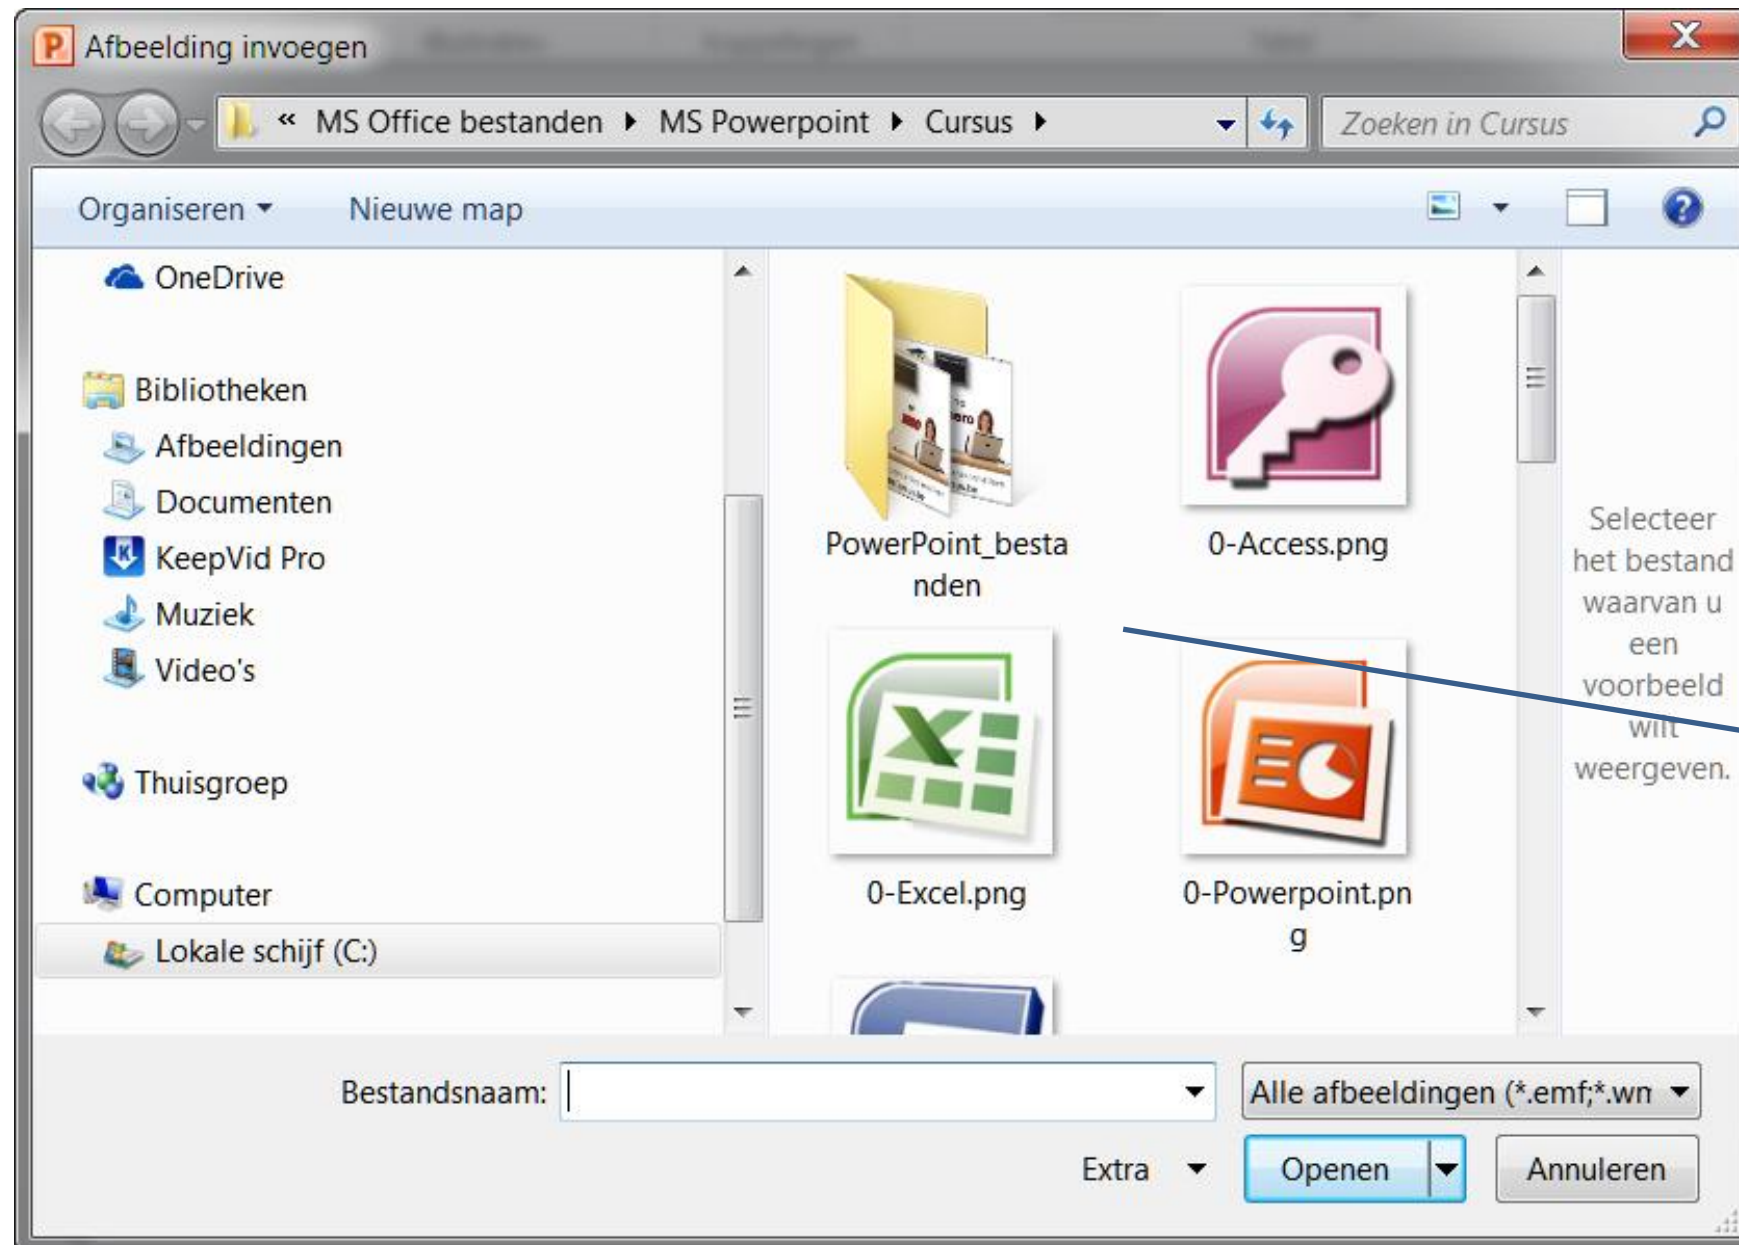 Afbeelding invoegen
« MS Office bestanden MS Powerpoint Cursus
Zoeken in Cursus
Organiseren
Nieuwe map
OneDrive
Bibliotheken
Afbeeldingen
Documenten
KeepVid Pro
Muziek
Video's
Thuisgroep
Computer
Lokale schijf (C:)
PowerPoint_besta
nden
0-Access.png
0-Excel.png
0-Powerpoint.pn
g
Selecteer
het bestand
waarvan u
een
voorbeeld
wilt
weergeven.
Bestandsnaam:
Alle afbeeldingen (*.emf;*.wn
Extra
Openen
Annuleren